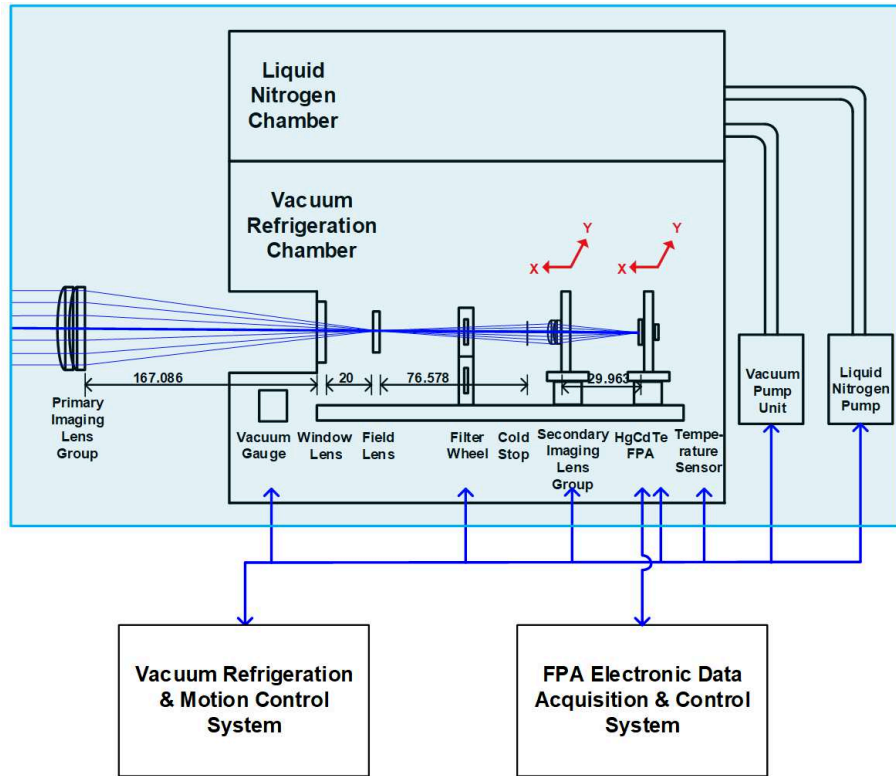 Liquid
Nitrogen
Chamber
Vacuum
Refrigeration
Chamber
Y
X
Y
X
167.086
20
76.578
29.963
Primary
Imaging
Lens
Group
Vacuum
Gauge
Window
Lens
Field
Lens
Filter
Wheel
Cold
Stop
Secondary
Imaging
Lens
Group
HgCdTe
FPA
Tempe-
rature
Sensor
Vacuum
Pump
Unit
Liquid
Nitrogen
Pump
Vacuum Refrigeration
& Motion Control
System
FPA Electronic Data
Acquisition & Control
System